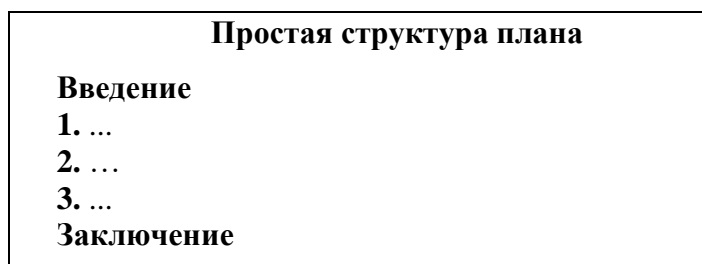 Простая структура плана
Введение
1. ...
2. …
3. ...
Заключение